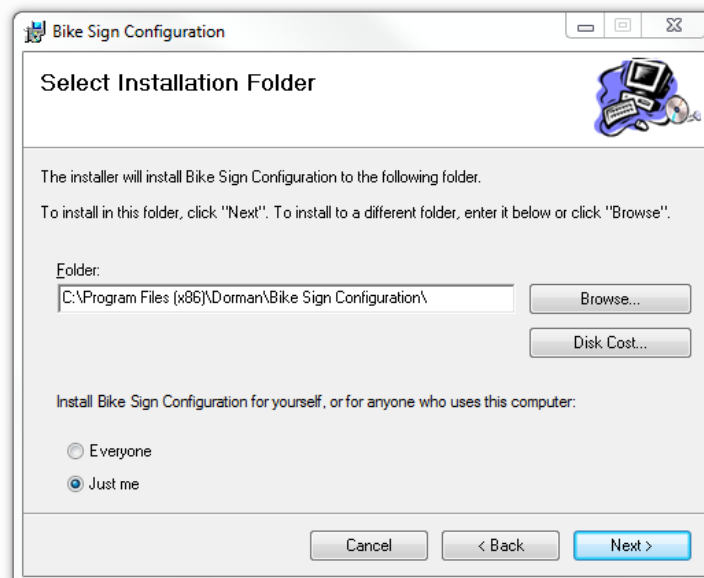 Bike Sign Configuration
Select Installation Folder
The installer will install Bike Sign Configuration to the following folder.
To install in this folder, click "Next". To install to a different folder, enter it below or click "Browse".
Folder:
C:\Program Files (x86)\Dorman\Bike Sign Configuration\
Browse...
Disk Cost...
Install Bike Sign Configuration for yourself, or for anyone who uses this computer:
Everyone
Just me
Cancel
< Back
Next >